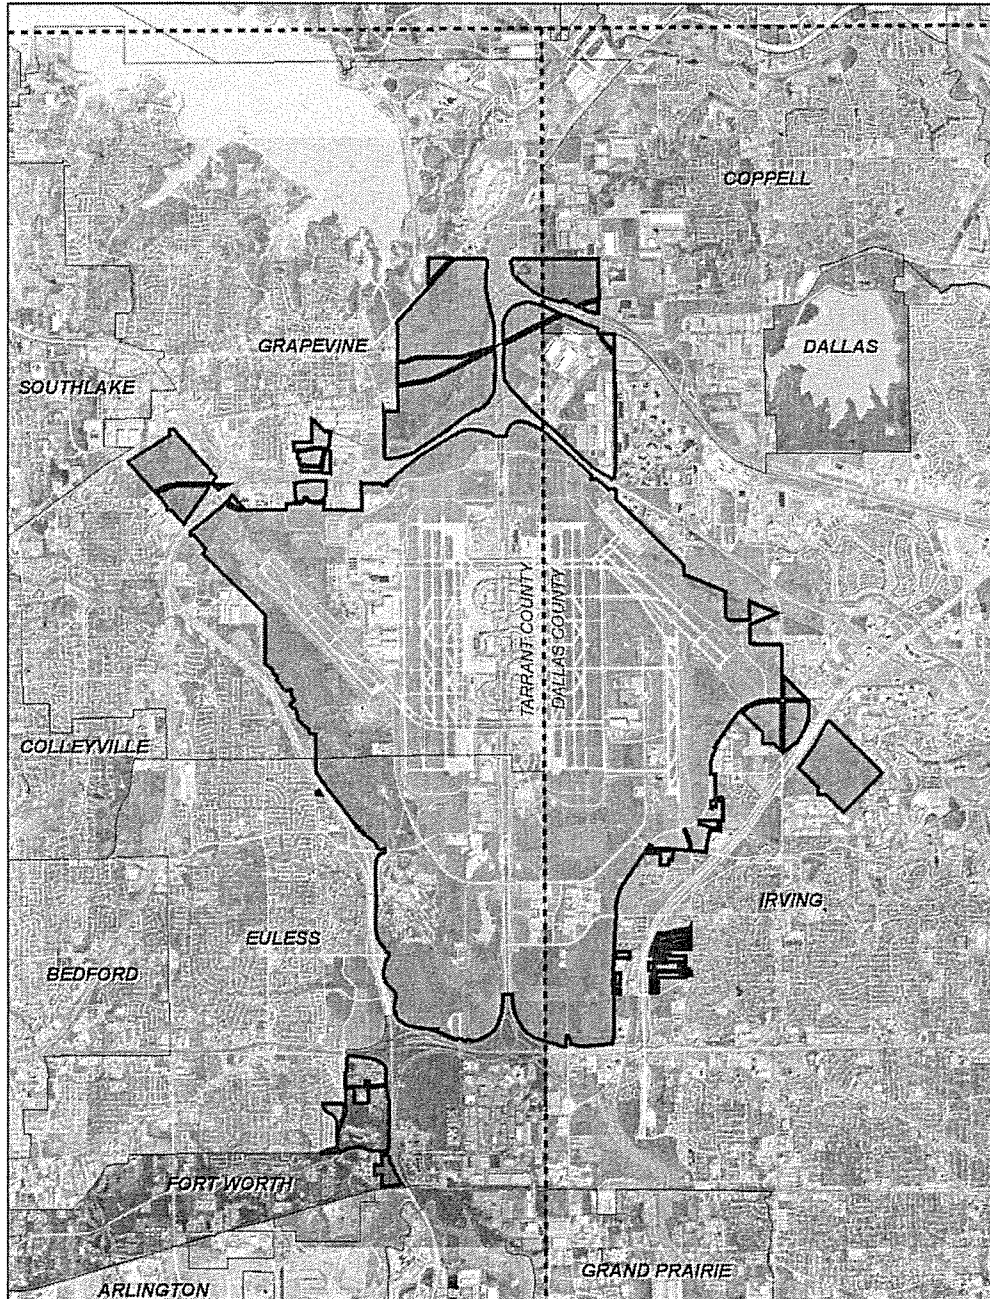 COPPELL
GRAPEVINE
DALLAS
SOUTHLAKE
TARRANT COUNTY
DALLAS COUNTY
COLLEYVILLE
IRVING
EULESS
BEDFORD
FORT WORTH
GRAND PRAIRIE
ARLINGTON